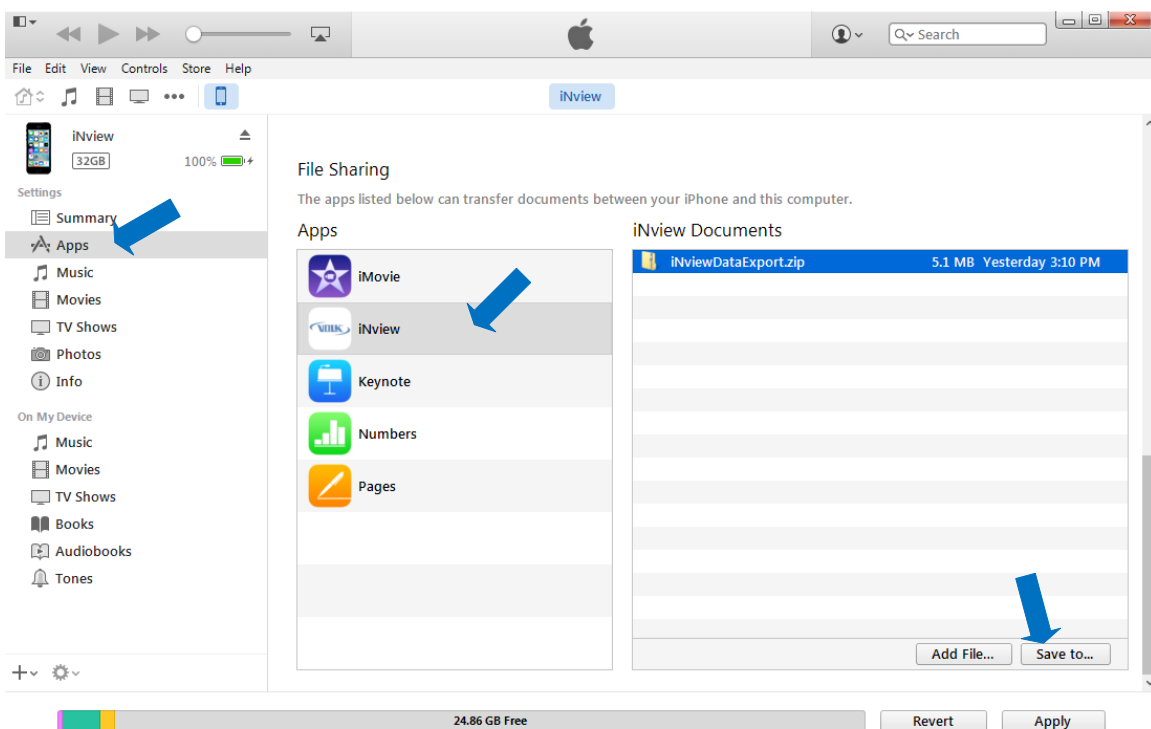 Search
File Edit View Controls Store Help
iNview
iNview
32GB 100%
Settings
Summary
Apps
Music
Movies
TV Shows
Photos
Info
On My Device
Music
Movies
TV Shows
Books
Audiobooks
Tones
File Sharing
The apps listed below can transfer documents between your iPhone and this computer.
Apps
iMovie
VOLK iNview
Keynote
Numbers
Pages
iNview Documents
iNviewDataExport.zip 5.1 MB Yesterday 3:10 PM
Add File... Save to...
24.86 GB Free Revert Apply